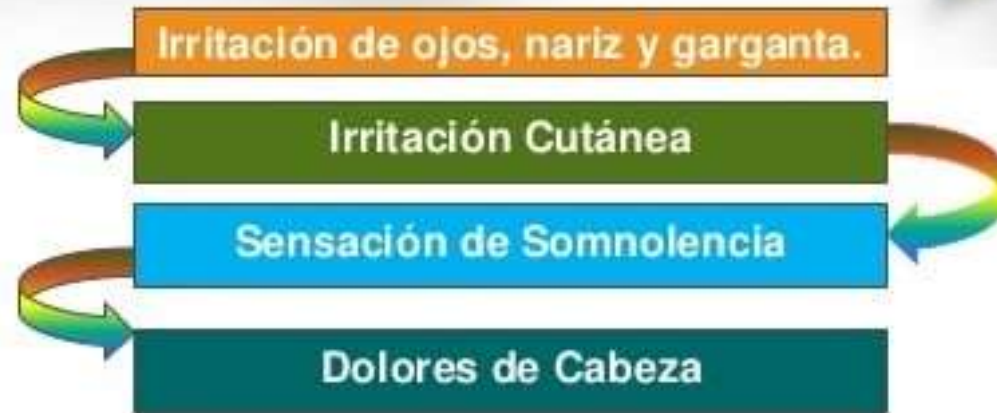 Irritación de ojos, nariz y garganta.
Irritación Cutánea
Sensación de Somnolencia
Dolores de Cabeza